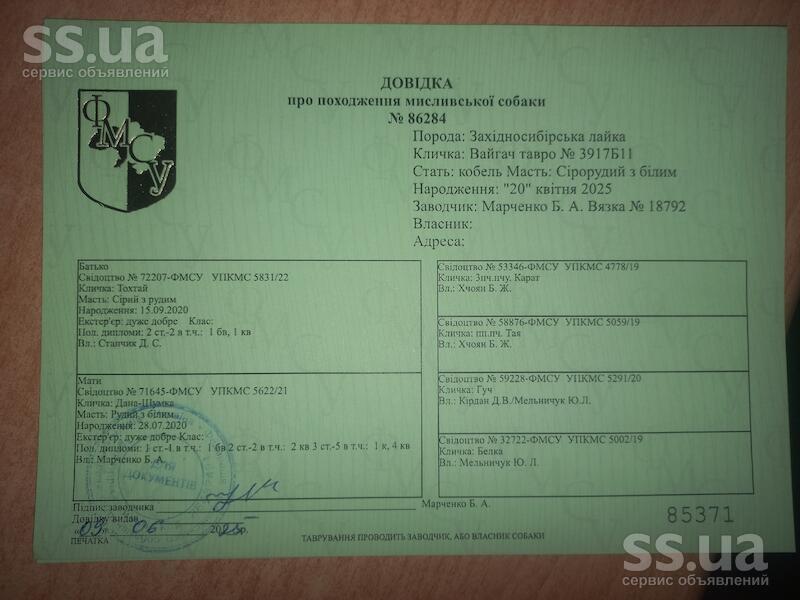 ss.ua
сервис объявлений
ФМСУ
ДОВІДКА
про походження мисливської собаки
№ 86284
Порода: Західносибірська лайка
Кличка: Вайгач тавро № 3917Б11
Стать: кобель Масть: Сірорудий з білим
Народження: "20" квітня 2025
Заводчик: Марченко Б. А. Вязка № 18792
Власник:
Адреса:
Батько
Свідоцтво № 72207-ФМСУ УПКМС 5831/22
Кличка: Тохтай
Масть: Сірий з рудим
Народження: 15.09.2020
Екстер'єр: дуже добре Клас:
Пол. дипломи: 2 ст.-2 в т.ч.: 1 бв, 1 кв
Вл.: Станчик Д. С.
Мати
Свідоцтво № 71645-ФМСУ УПКМС 5622/21
Кличка: Дана-Шумка
Масть: Рудий з білим
Народження: 28.07.2020
Екстер'єр: дуже добре Клас:
Пол. дипломи: 1 ст.-1 в т.ч.: 1 бв 2 ст.-2 в т.ч.: 2 кв 3 ст.-5 в т.ч.: 1 к, 4 кв
Вл.: Марченко Б. А.
Свідоцтво № 53346-ФМСУ УПКМС 4778/19
Кличка: Зпч.пчу. Карат
Вл.: Хчоян Б. Ж.
Свідоцтво № 58876-ФМСУ УПКМС 5059/19
Кличка: пп.пч. Тая
Вл.: Хчоян Б. Ж.
Свідоцтво № 59228-ФМСУ УПКМС 5291/20
Кличка: Гуч
Вл.: Кірдан Д.В./Мельничук Ю.Л.
Свідоцтво № 32722-ФМСУ УПКМС 5002/19
Кличка: Белка
Вл.: Мельничук Ю. Л.
ДЛЯ
ДОКУМЕНТІВ
Підпис заводчика Марченко Б. А.
Довідку видав
"09" 06 2025р.
ПЕЧАТКА
ТАВРУВАННЯ ПРОВОДИТЬ ЗАВОДЧИК, АБО ВЛАСНИК СОБАКИ
85371
ss.ua
сервис объявлений